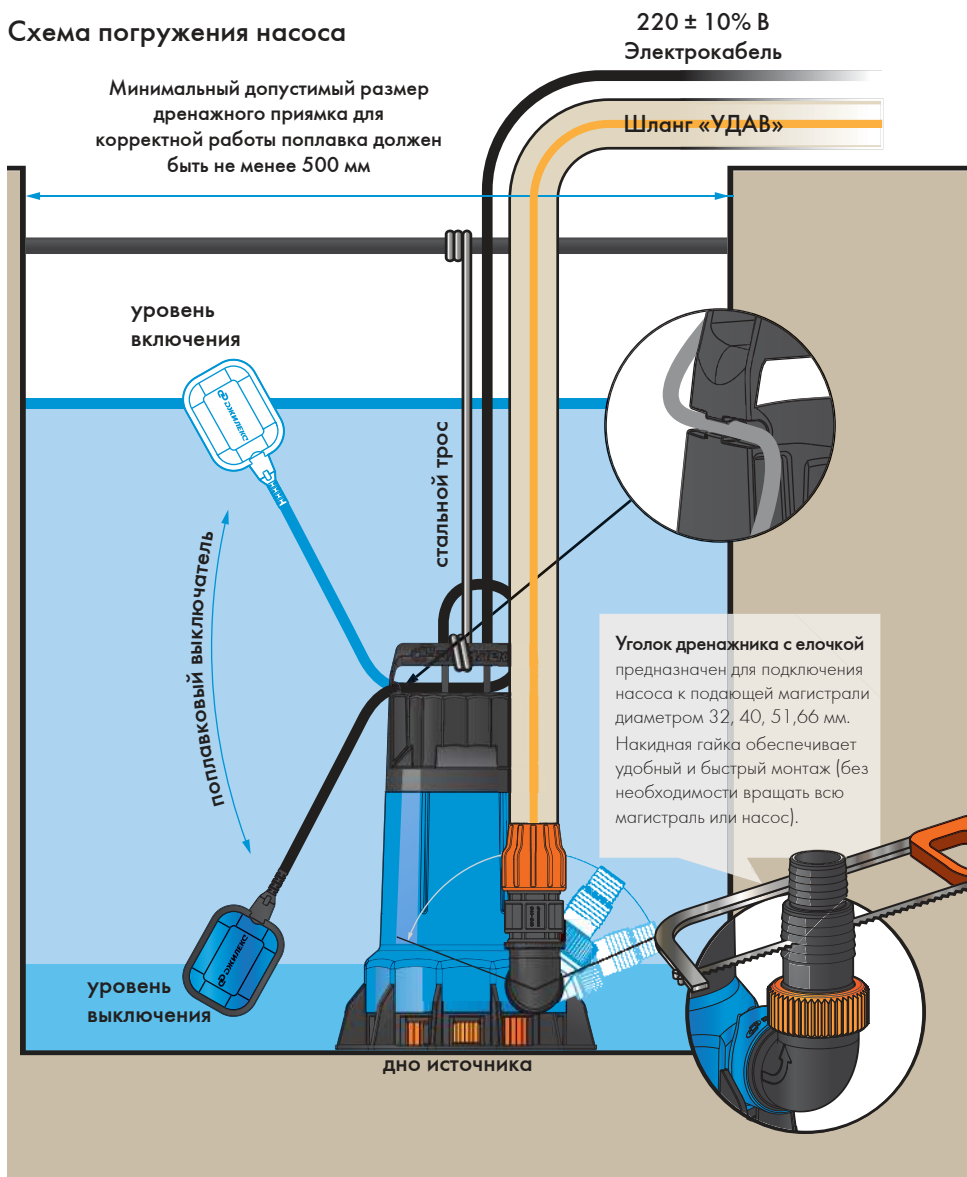 Схема погружения насоса
220 ± 10% В
Электрокабель
Минимальный допустимый размер
дренажного приямка для
корректной работы поплавка должен
быть не менее 500 мм
Шланг «УДАВ»
уровень
включения
ДЖИЛЕКС
стальной трос
поплавковый выключатель
Уголок дренажника с елочкой
предназначен для подключения
насоса к подающей магистрали
диаметром 32, 40, 51,66 мм.
Накидная гайка обеспечивает
удобный и быстрый монтаж (без
необходимости вращать всю
магистраль или насос).
ДЖИЛЕКС
уровень
выключения
дно источника